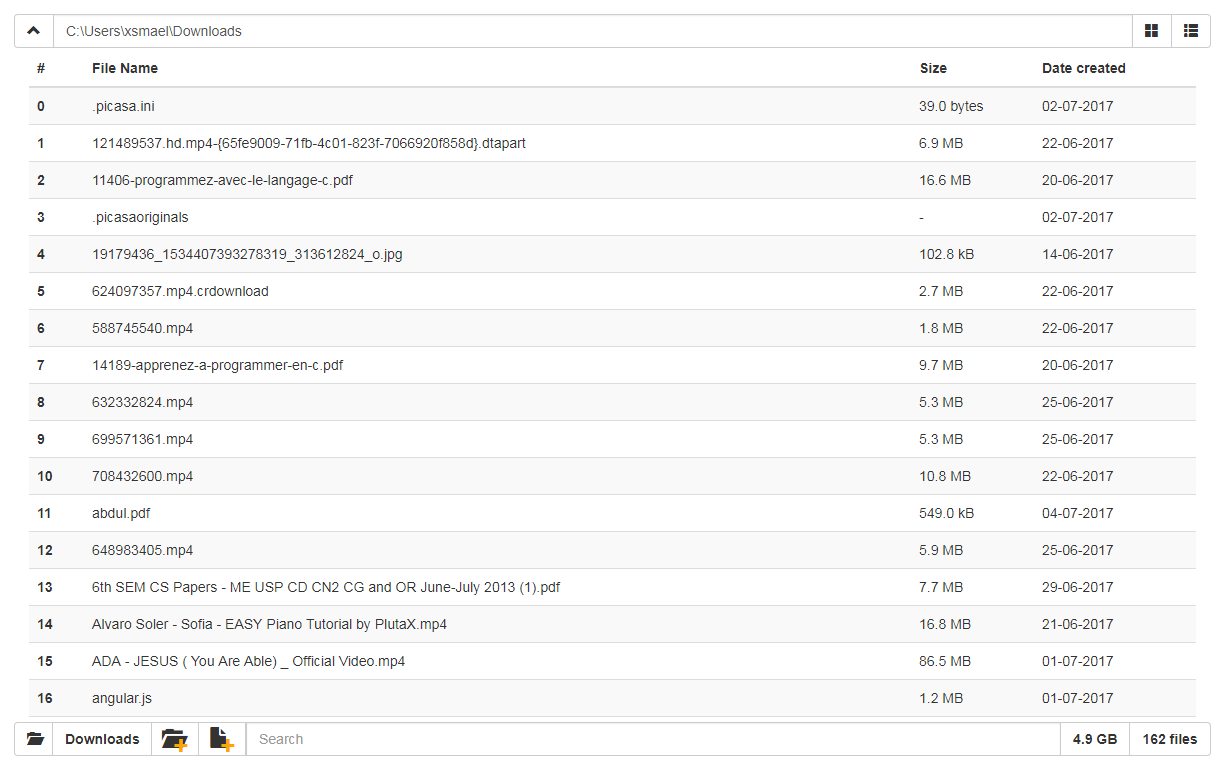 C:\Users\xsmael\Downloads
# File Name Size Date created
0 .picasa.ini 39.0 bytes 02-07-2017
1 121489537.hd.mp4-{65fe9009-71fb-4c01-823f-7066920f858d}.dtapart 6.9 MB 22-06-2017
2 11406-programmez-avec-le-langage-c.pdf 16.6 MB 20-06-2017
3 .picasaoriginals - 02-07-2017
4 19179436_1534407393278319_313612824_o.jpg 102.8 kB 14-06-2017
5 624097357.mp4.crdownload 2.7 MB 22-06-2017
6 588745540.mp4 1.8 MB 22-06-2017
7 14189-apprenez-a-programmer-en-c.pdf 9.7 MB 20-06-2017
8 632332824.mp4 5.3 MB 25-06-2017
9 699571361.mp4 5.3 MB 25-06-2017
10 708432600.mp4 10.8 MB 22-06-2017
11 abdul.pdf 549.0 kB 04-07-2017
12 648983405.mp4 5.9 MB 25-06-2017
13 6th SEM CS Papers - ME USP CD CN2 CG and OR June-July 2013 (1).pdf 7.7 MB 29-06-2017
14 Alvaro Soler - Sofia - EASY Piano Tutorial by PlutaX.mp4 16.8 MB 21-06-2017
15 ADA - JESUS ( You Are Able) _ Official Video.mp4 86.5 MB 01-07-2017
16 angular.js 1.2 MB 01-07-2017
Downloads Search 4.9 GB 162 files